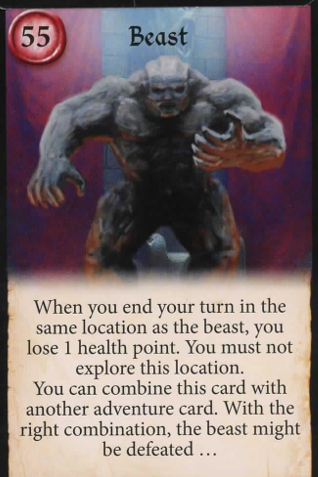 55
Beast
When you end your turn in the
same location as the beast, you
lose 1 health point. You must not
explore this location.
You can combine this card with
another adventure card. With the
right combination, the beast might
be defeated …